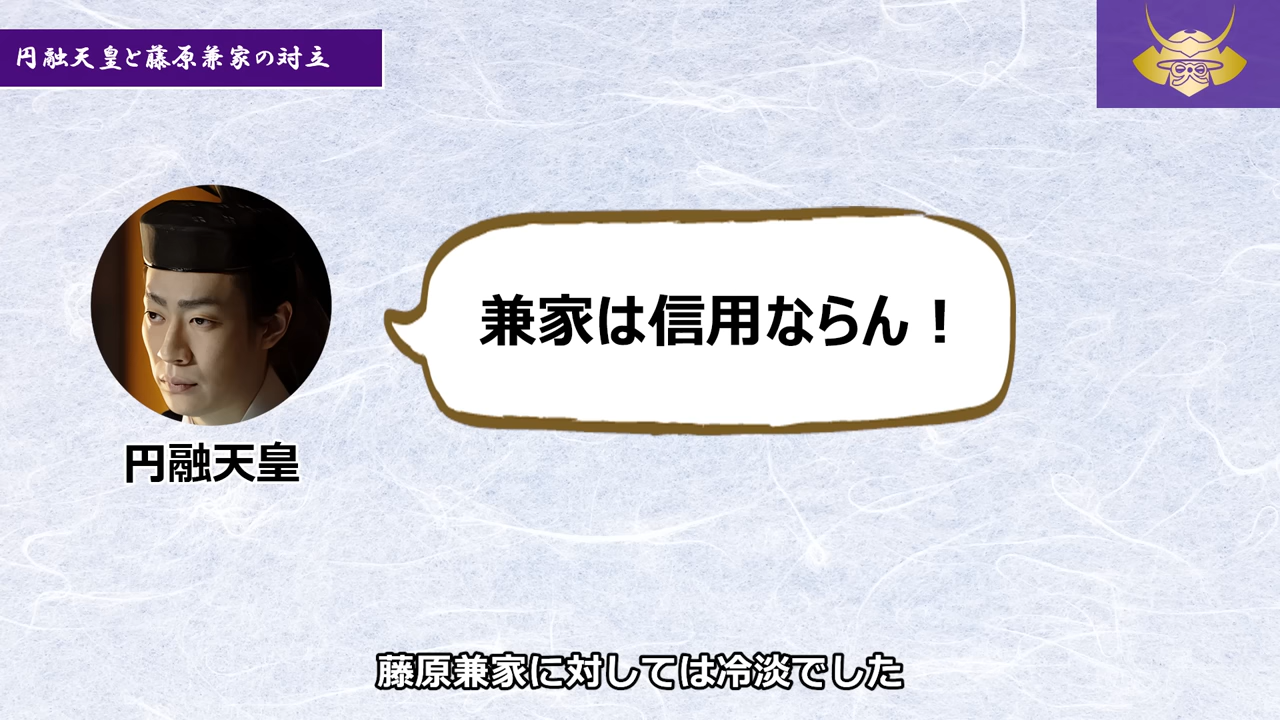 円融天皇と藤原兼家の対立
兼家は信用ならん！
円融天皇
藤原兼家に対しては冷淡でした